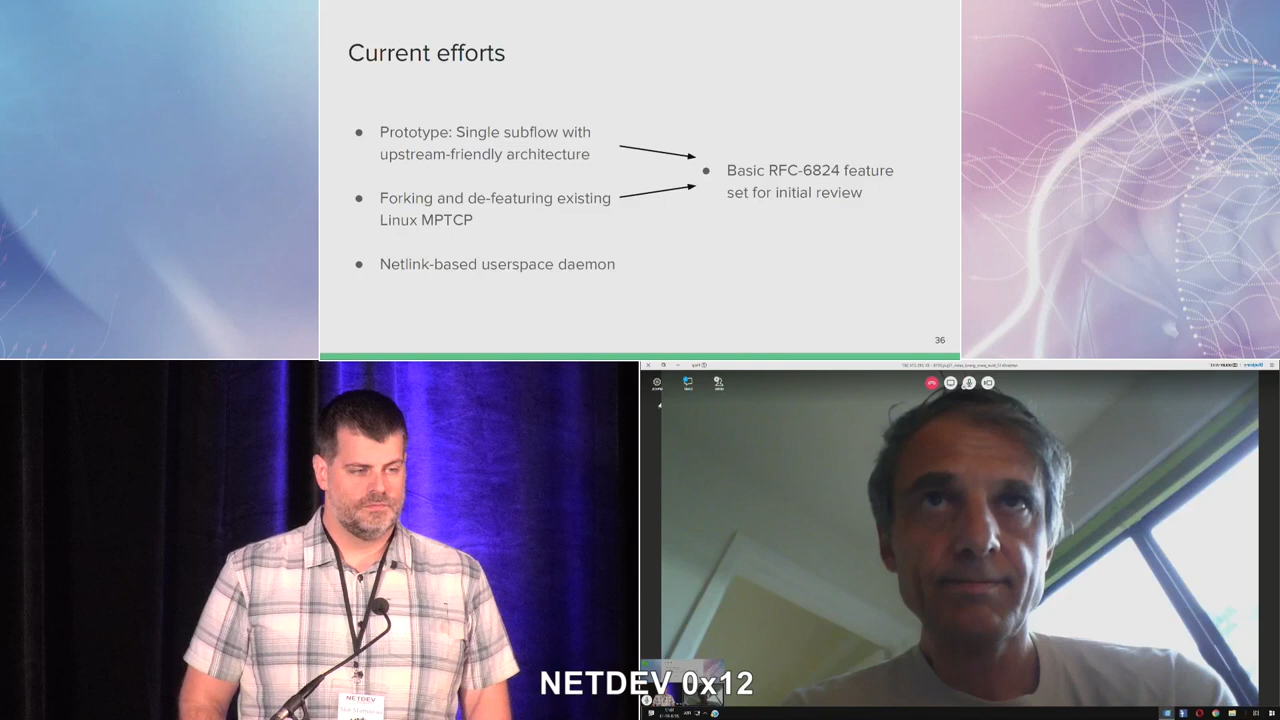 Current efforts
● Prototype: Single subflow with
upstream-friendly architecture
● Forking and de-featuring existing
Linux MPTCP
● Netlink-based userspace daemon
● Basic RFC-6824 feature
set for initial review
36
NETDEV
NETDEV 0x12